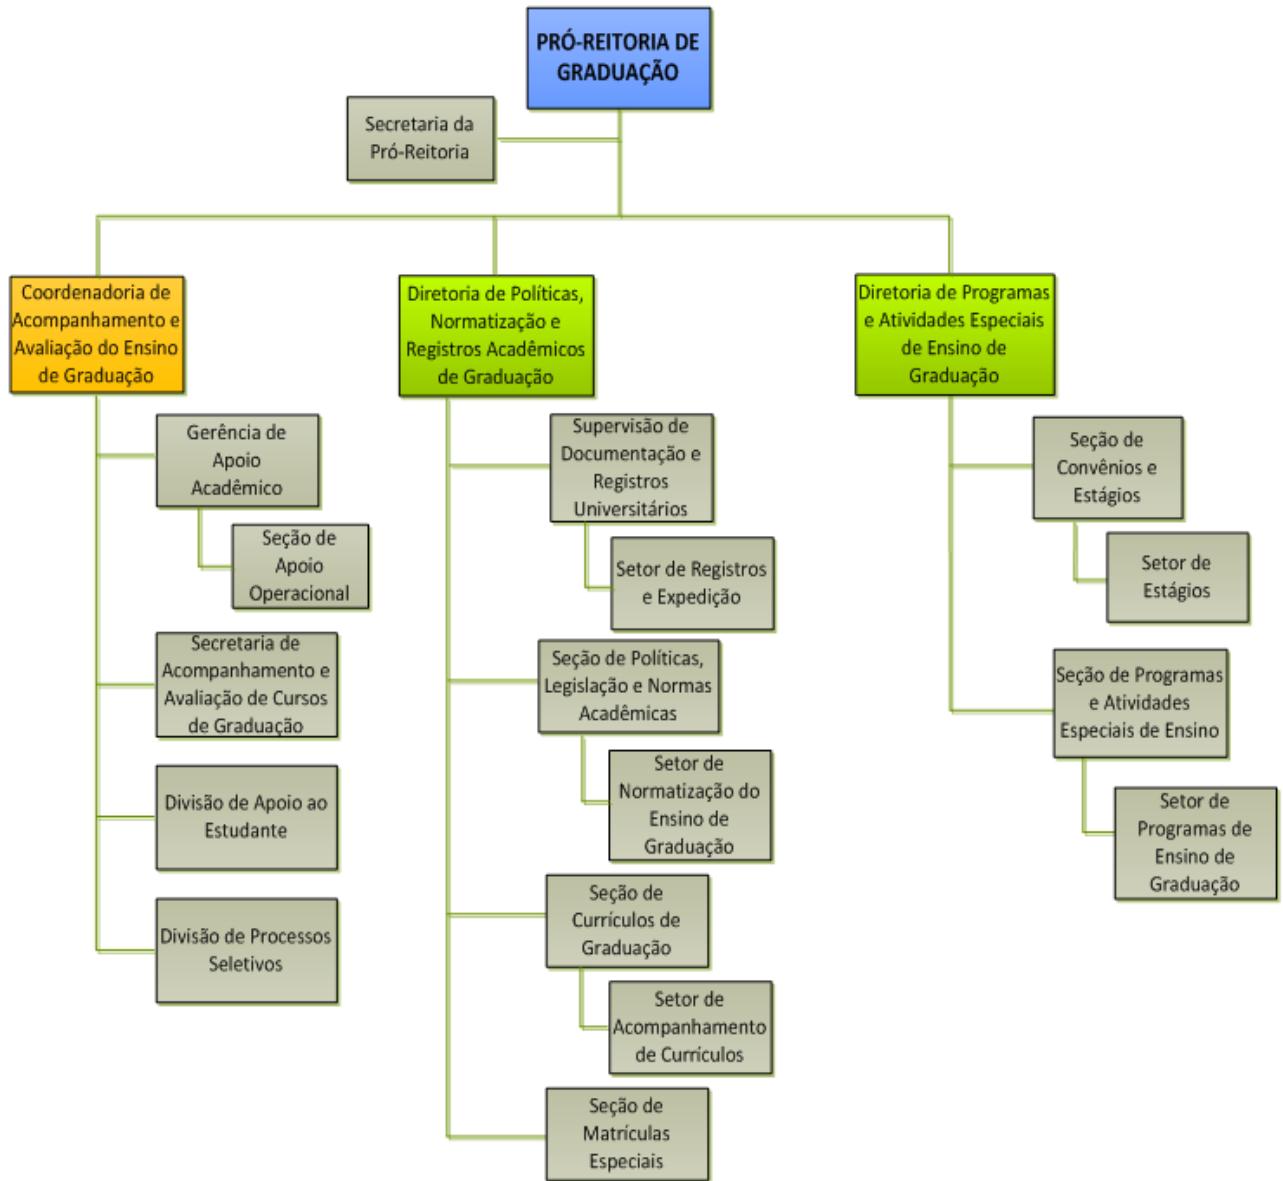 PRÓ-REITORIA DE
GRADUAÇÃO
Secretaria da
Pró-Reitoria
Coordenadoria de
Acompanhamento e
Avaliação do Ensino
de Graduação
Gerência de
Apoio
Acadêmico
Seção de
Apoio
Operacional
Secretaria de
Acompanhamento e
Avaliação de Cursos
de Graduação
Divisão de Apoio ao
Estudante
Divisão de Processos
Seletivos
Diretoria de Políticas,
Normatização e
Registros Acadêmicos
de Graduação
Supervisão de
Documentação e
Registros
Universitários
Setor de Registros
e Expedição
Seção de Políticas,
Legislação e Normas
Acadêmicas
Setor de
Normatização do
Ensino de
Graduação
Seção de
Currículos de
Graduação
Setor de
Acompanhamento
de Currículos
Seção de
Matrículas
Especiais
Diretoria de Programas
e Atividades Especiais
de Ensino de
Graduação
Seção de
Convênios e
Estágios
Setor de
Estágios
Seção de Programas
e Atividades
Especiais de Ensino
Setor de
Programas de
Ensino de
Graduação